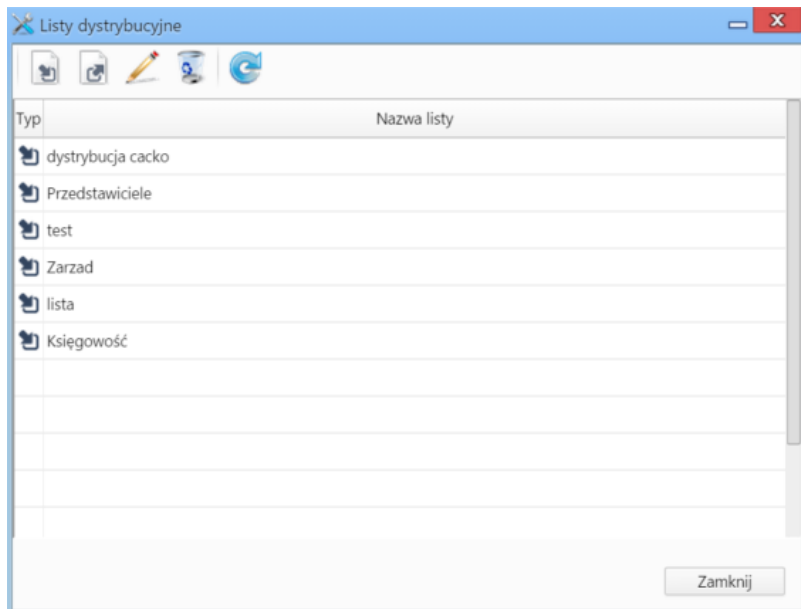 Listy dystrybucyjne
Typ Nazwa listy
dystrybucja cacko
Przedstawiciele
test
Zarzad
lista
Księgowość
Zamknij